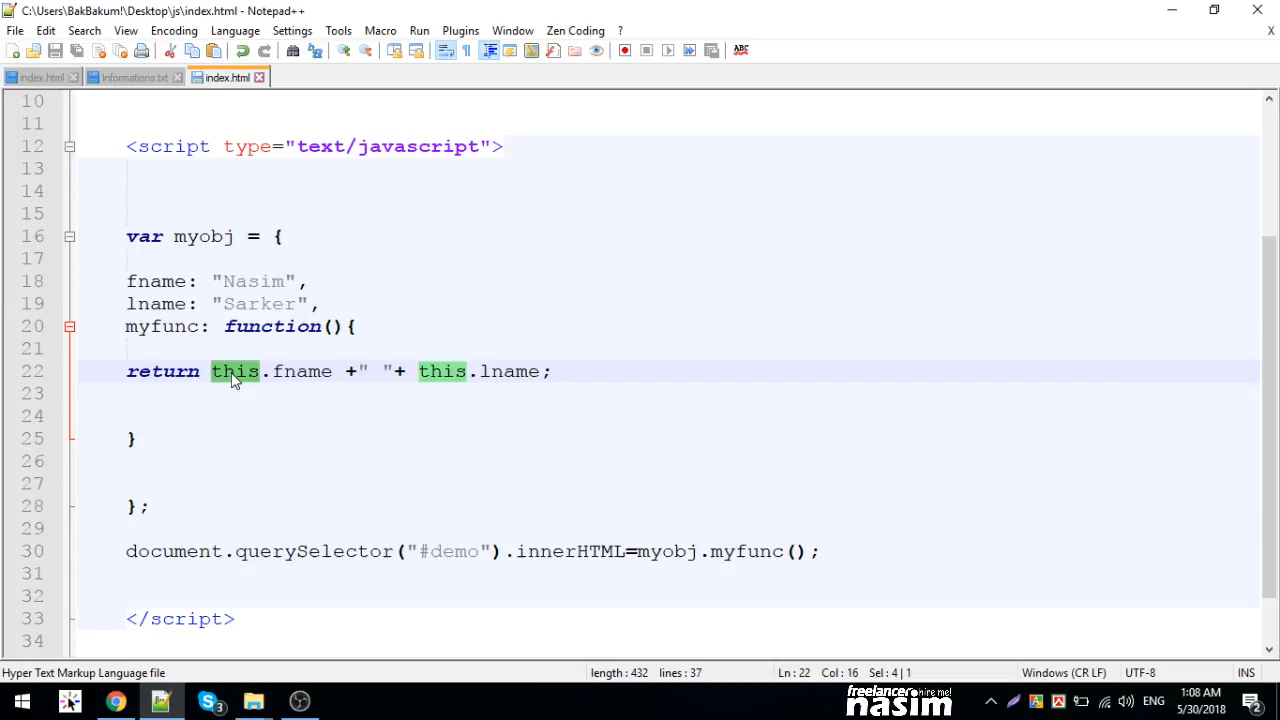 C:\Users\BakBakum!\Desktop\js\index.html - Notepad++
File Edit Search View Encoding Language Settings Tools Macro Run Plugins Window Zen Coding ?
X
ABC
index.html Informations.txt index.html
10
11
12 <script type="text/javascript">
13
14
15
16 var myobj = {
17
18 fname: "Nasim",
19 lname: "Sarker",
20 myfunc: function(){
21
22 return this.fname +" "+ this.lname;
23
24
25 }
26
27
28 };
29
30 document.querySelector("#demo").innerHTML=myobj.myfunc();
31
32
33 </script>
34
Hyper Text Markup Language file length : 432 lines : 37 Ln : 22 Col : 16 Sel : 4 | 1 Windows (CR LF) UTF-8 INS
3 freelancer hire me! nasim ENG 1:08 AM 5/30/2018 2